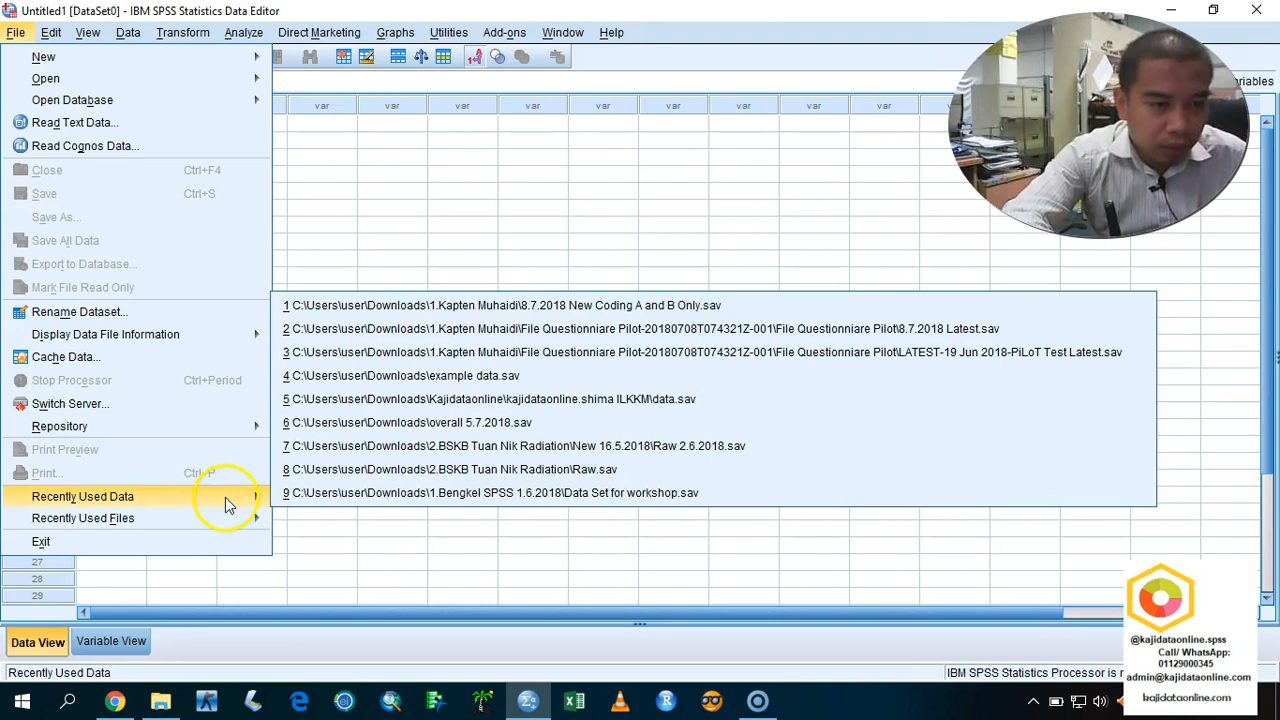 Untitled1 [DataSet0] - IBM SPSS Statistics Data Editor
File Edit View Data Transform Analyze Direct Marketing Graphs Utilities Add-ons Window Help
New
Open
Open Database
Read Text Data...
Read Cognos Data...
Close Ctrl+F4
Save Ctrl+S
Save As...
Save All Data
Export to Database...
Mark File Read Only
Rename Dataset...
Display Data File Information
Cache Data...
Stop Processor Ctrl+Period
Switch Server...
Repository
Print Preview
Print... Ctrl+P
Recently Used Data
Recently Used Files
Exit
var var var var var var var var var
1 C:\Users\user\Downloads\1.Kapten Muhaidi\8.7.2018 New Coding A and B Only.sav
2 C:\Users\user\Downloads\1.Kapten Muhaidi\File Questionniare Pilot-20180708T074321Z-001\File Questionniare Pilot\8.7.2018 Latest.sav
3 C:\Users\user\Downloads\1.Kapten Muhaidi\File Questionniare Pilot-20180708T074321Z-001\File Questionniare Pilot\LATEST-19 Jun 2018-PiLoT Test Latest.sav
4 C:\Users\user\Downloads\example data.sav
5 C:\Users\user\Downloads\Kajidataonline\kajidataonline.shima ILKKM\data.sav
6 C:\Users\user\Downloads\overall 5.7.2018.sav
7 C:\Users\user\Downloads\2.BSKB Tuan Nik Radiation\New 16.5.2018\Raw 2.6.2018.sav
8 C:\Users\user\Downloads\2.BSKB Tuan Nik Radiation\Raw.sav
9 C:\Users\user\Downloads\1.Bengkel SPSS 1.6.2018\Data Set for workshop.sav
27
28
29
Data View Variable View
Recently Used Data
IBM SPSS Statistics Processor is
@kajidataonline.spss
Call/ WhatsApp:
01129000345
admin@kajidataonline.com
kajidataonline.com